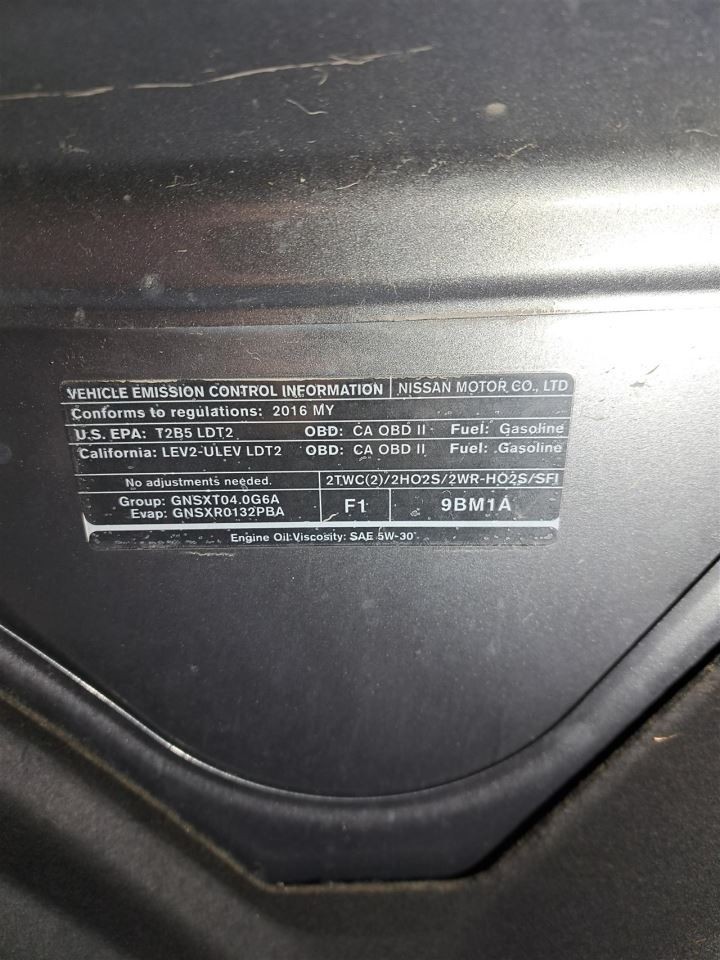 VEHICLE EMISSION CONTROL INFORMATION NISSAN MOTOR CO., LTD
Conforms to regulations: 2016 MY
U.S. EPA: T2B5 LDT2 OBD: CA OBD II Fuel: Gasoline
California: LEV2-ULEV LDT2 OBD: CA OBD II Fuel: Gasoline
No adjustments needed. 2TWC(2)/2HO2S/2WR-HO2S/SFI
Group: GNSXT04.0G6A
Evap: GNSXR0132PBA
F1 9BM1A
Engine Oil Viscosity: SAE 5W-30